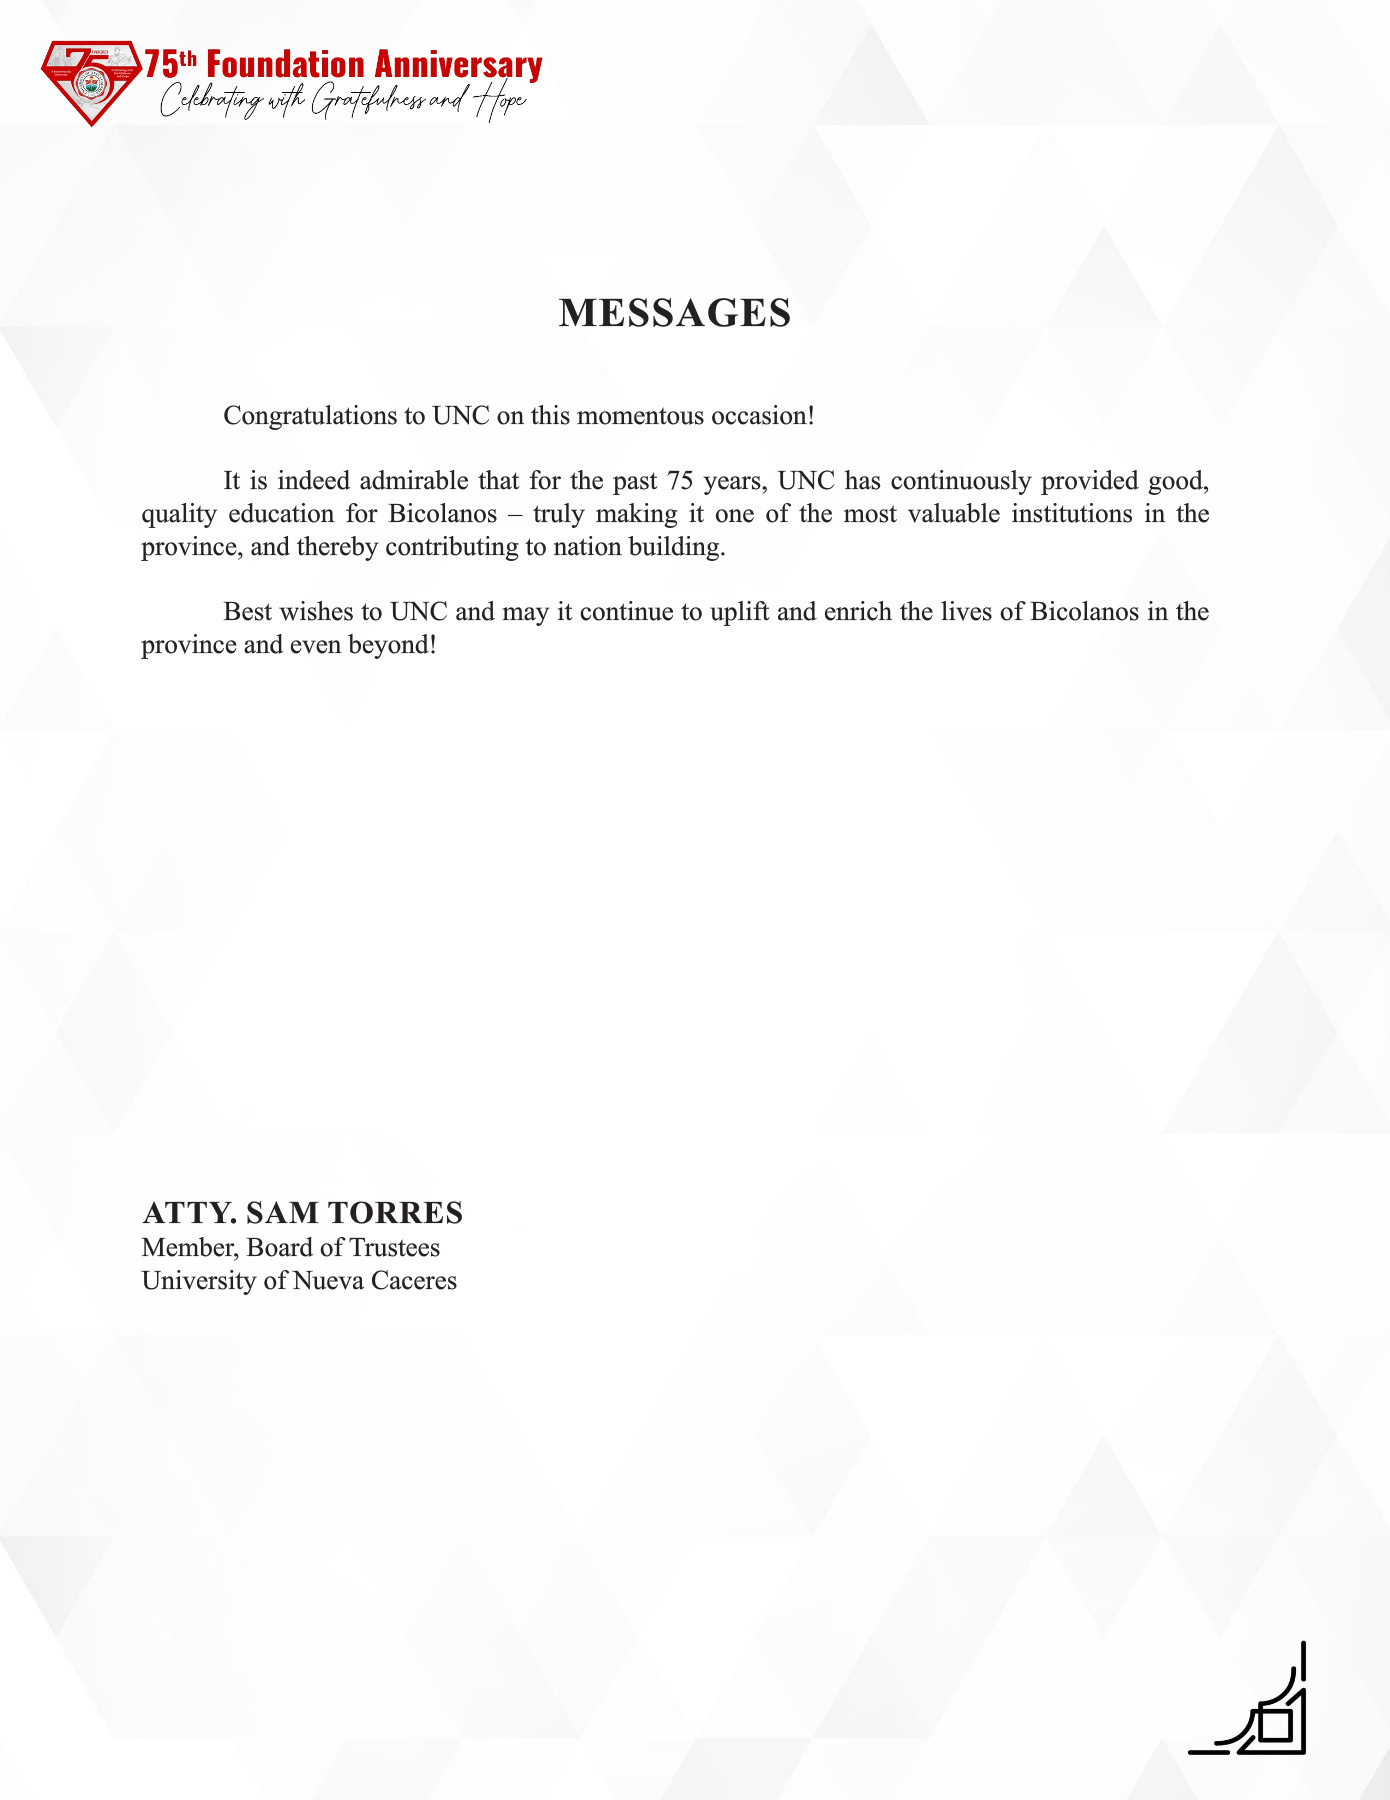 75th Foundation Anniversary
Celebrating with Gratefulness and Hope
75
MESSAGES
Congratulations to UNC on this momentous occasion!
It is indeed admirable that for the past 75 years, UNC has continuously provided good,
quality education for Bicolanos – truly making it one of the most valuable institutions in the
province, and thereby contributing to nation building.
Best wishes to UNC and may it continue to uplift and enrich the lives of Bicolanos in the
province and even beyond!
ATTY. SAM TORRES
Member, Board of Trustees
University of Nueva Caceres